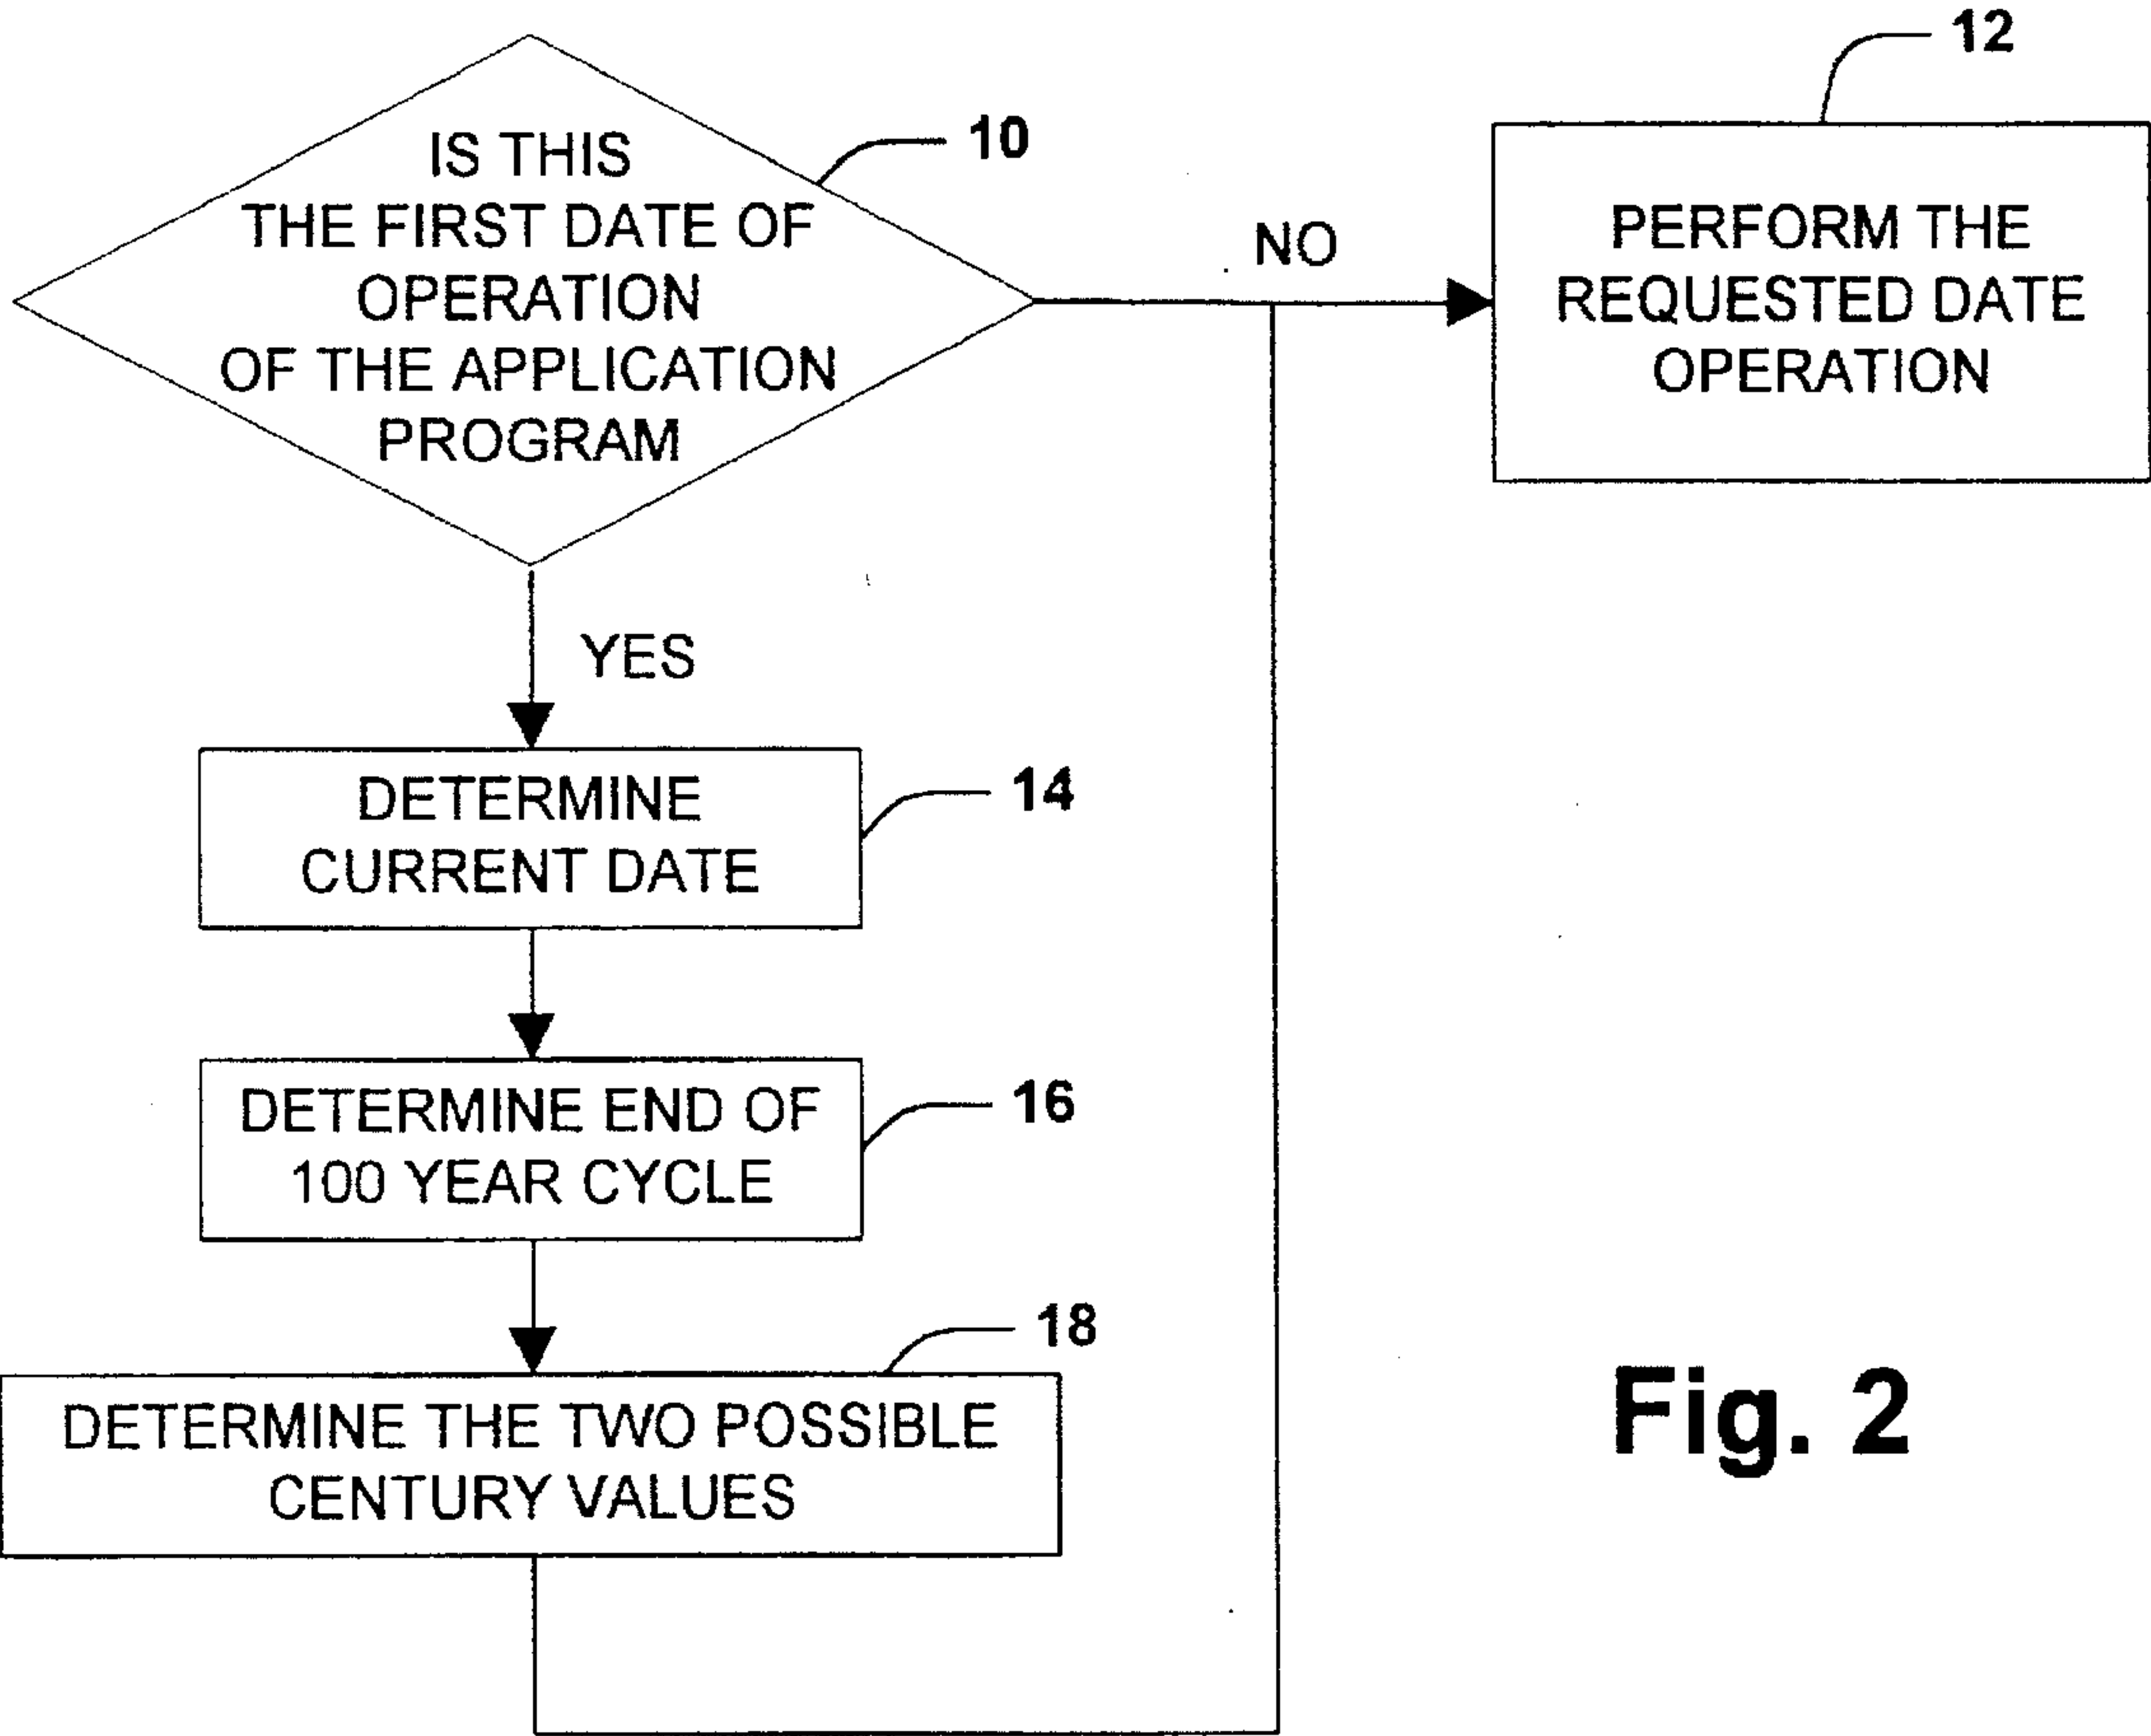 IS THIS
THE FIRST DATE OF
OPERATION
OF THE APPLICATION
PROGRAM
10
NO
12
PERFORM THE
REQUESTED DATE
OPERATION
YES
DETERMINE
CURRENT DATE
14
DETERMINE END OF
100 YEAR CYCLE
16
18
DETERMINE THE TWO POSSIBLE
CENTURY VALUES
Fig. 2